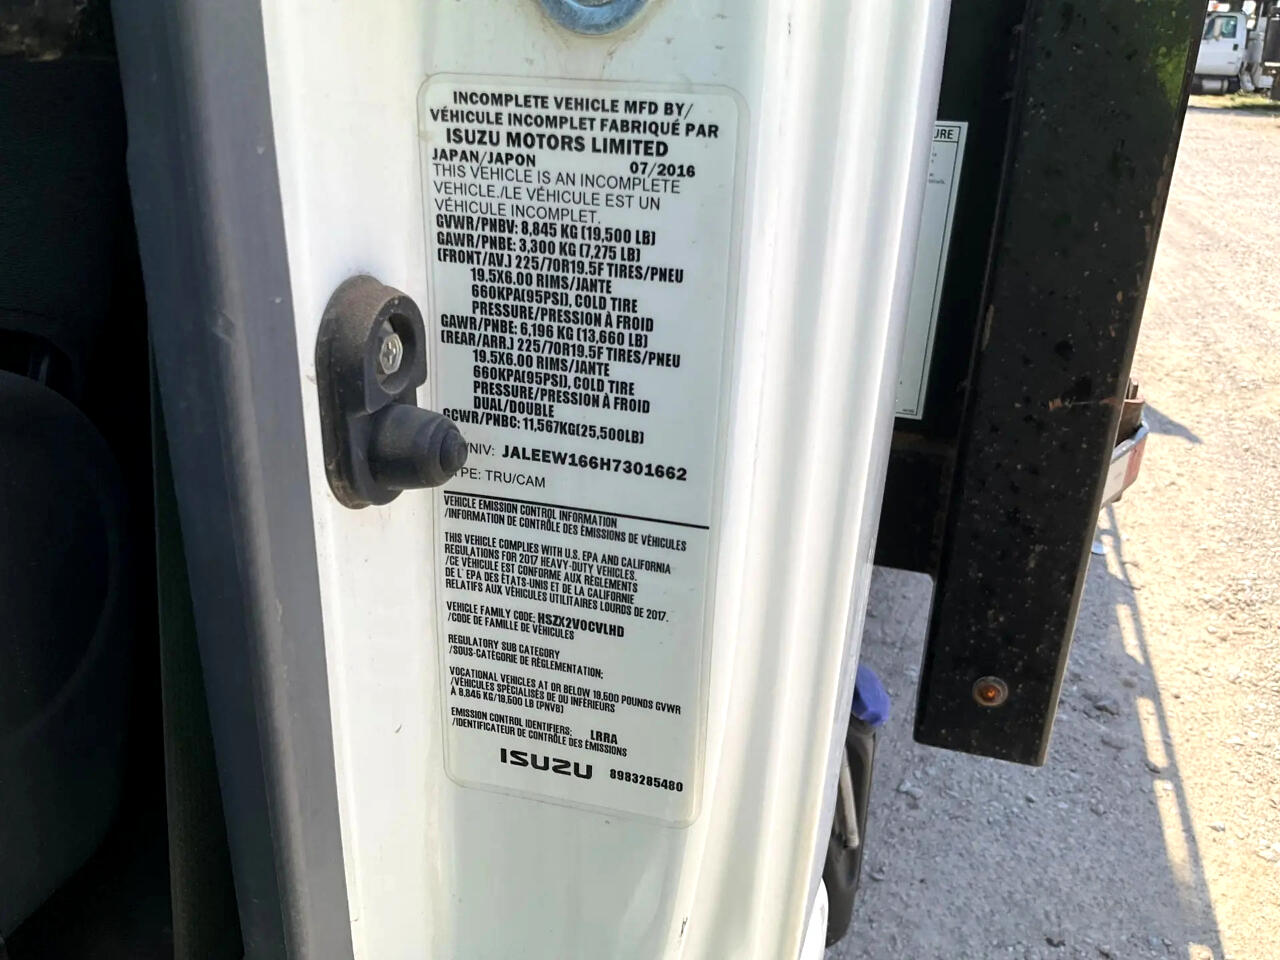 INCOMPLETE VEHICLE MFD BY/
VÉHICULE INCOMPLET FABRIQUÉ PAR
ISUZU MOTORS LIMITED
JAPAN/JAPON 07/2016
THIS VEHICLE IS AN INCOMPLETE
VEHICLE./LE VÉHICULE EST UN
VÉHICULE INCOMPLET.
GVWR/PNBV: 8,845 KG (19,500 LB)
GAWR/PNBE: 3,300 KG (7,275 LB)
(FRONT/AV.) 225/70R19.5F TIRES/PNEU
19.5X6.00 RIMS/JANTE
660KPA(95PSI), COLD TIRE
PRESSURE/PRESSION À FROID
GAWR/PNBE: 6,196 KG (13,660 LB)
(REAR/ARR.) 225/70R19.5F TIRES/PNEU
19.5X6.00 RIMS/JANTE
660KPA(95PSI), COLD TIRE
PRESSURE/PRESSION À FROID
DUAL/DOUBLE
GCWR/PNBC: 11,567KG(25,500LB)
/NIV: JALEEW166H7301662
PE: TRU/CAM
VEHICLE EMISSION CONTROL INFORMATION
/INFORMATION DE CONTRÔLE DES ÉMISSIONS DE VÉHICULES
THIS VEHICLE COMPLIES WITH U.S. EPA AND CALIFORNIA
REGULATIONS FOR 2017 HEAVY-DUTY VEHICLES.
/CE VÉHICULE EST CONFORME AUX RÈGLEMENTS
DE L' EPA DES ÉTATS-UNIS ET DE LA CALIFORNIE
RELATIFS AUX VÉHICULES UTILITAIRES LOURDS DE 2017.
VEHICLE FAMILY CODE: HSZX2VOCVLHD
/CODE DE FAMILLE DE VÉHICULES
REGULATORY SUB CATEGORY
/SOUS-CATÉGORIE DE RÉGLEMENTATION:
VOCATIONAL VEHICLES AT OR BELOW 19,500 POUNDS GVWR
/VÉHICULES SPÉCIALISÉS DE OU INFÉRIEURS
À 8,845 KG/19,500 LB (PNVB)
EMISSION CONTROL IDENTIFIERS: LRRA
/IDENTIFICATEUR DE CONTRÔLE DES ÉMISSIONS
ISUZU 8983285480
URE